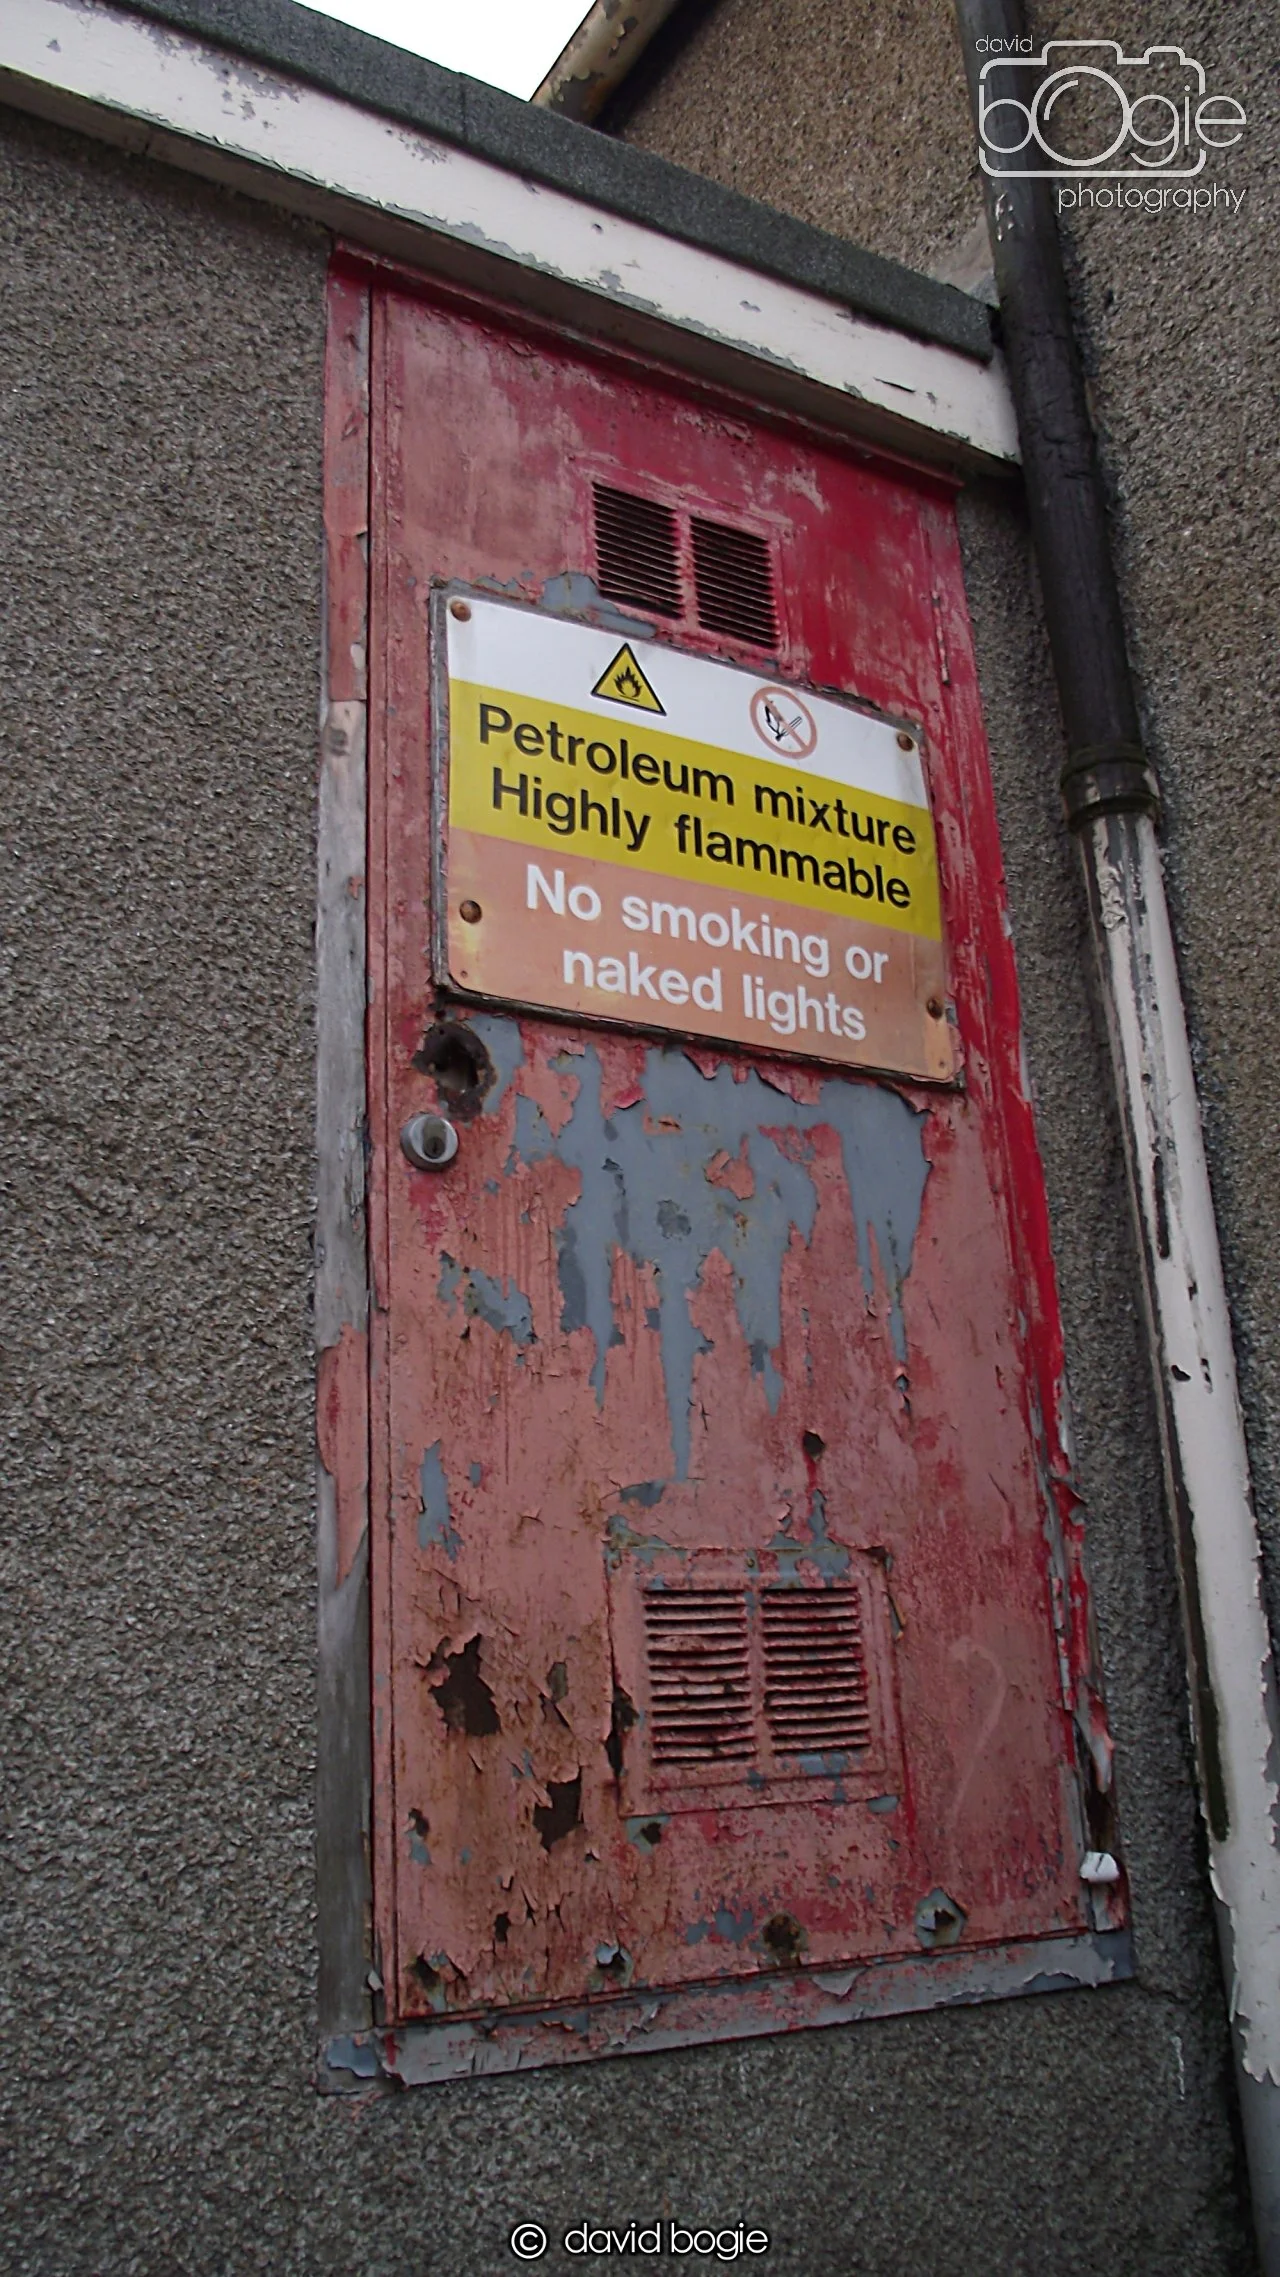 david
bOgie
photography
Petroleum mixture
Highly flammable
No smoking or
naked lights
© david bogie